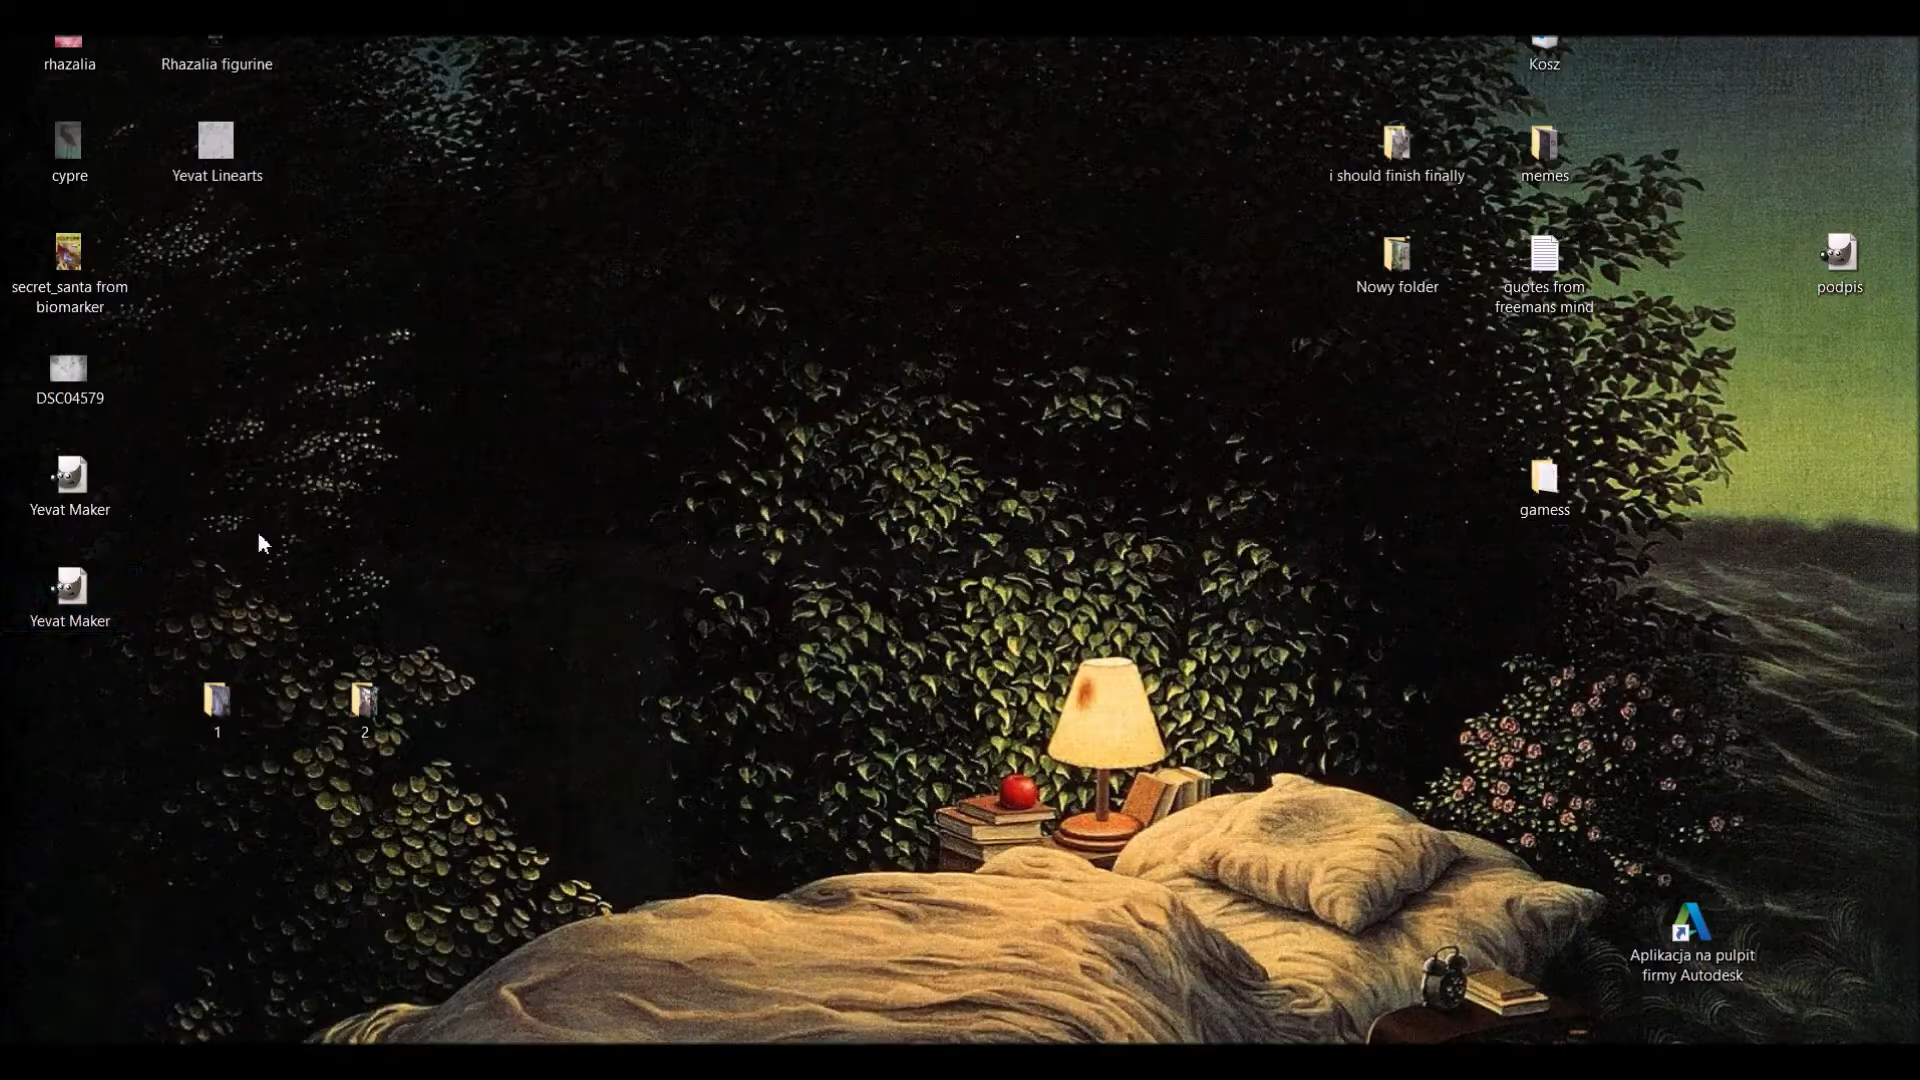 rhazalia
Rhazalia figurine
Kosz
cypre
Yevat Linearts
i should finish finally
memes
secret_santa from
biomarker
Nowy folder
quotes from
freemans mind
podpis
DSC04579
Yevat Maker
gamess
Yevat Maker
1
2
Aplikacja na pulpit
firmy Autodesk